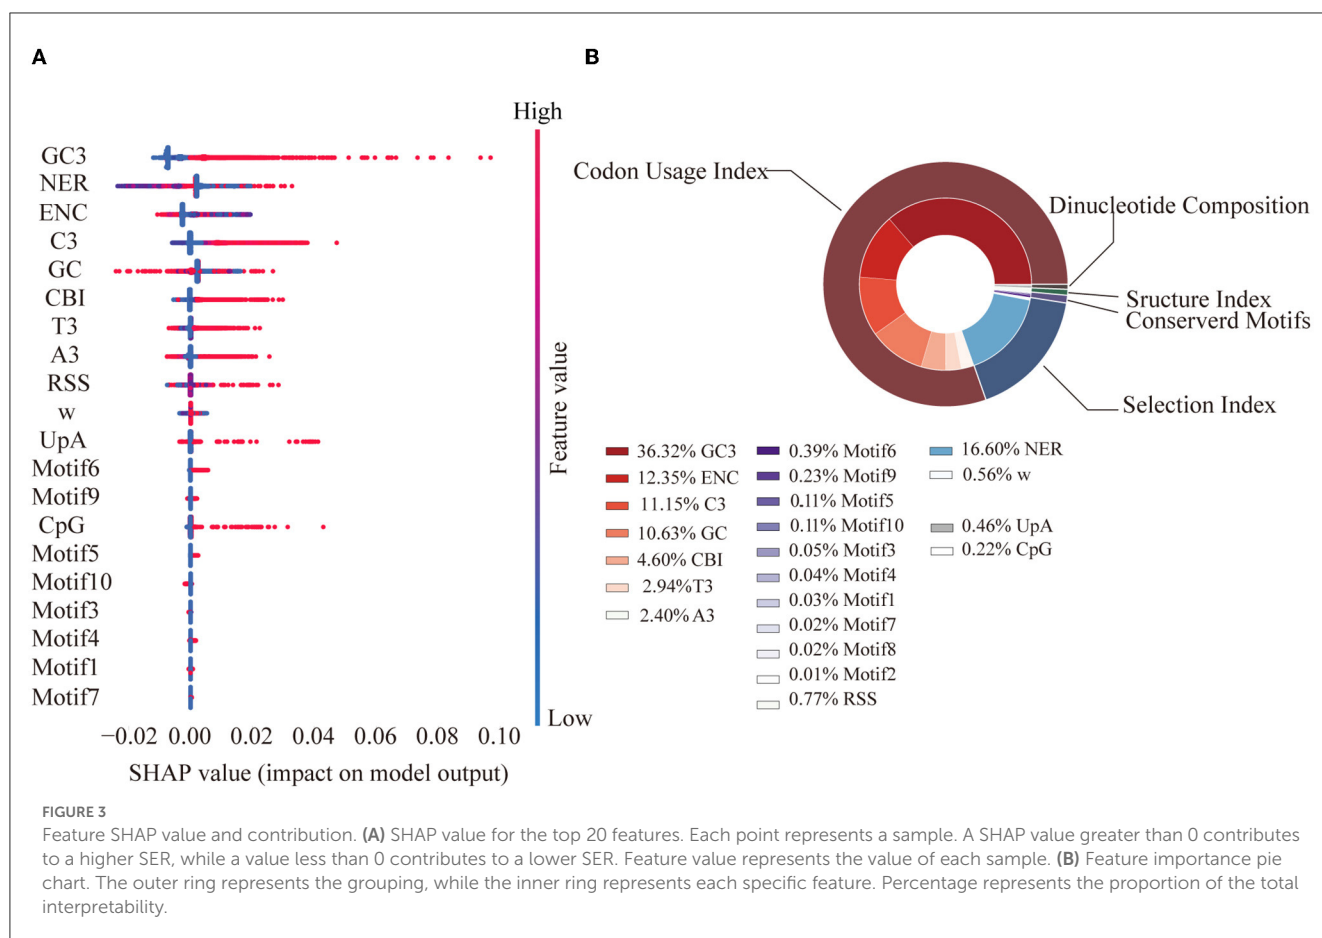 A
B
High
GC3
NER
ENC
C3
GC
CBI
T3
A3
RSS
w
UpA
Motif6
Motif9
CpG
Motif5
Motif10
Motif3
Motif4
Motif1
Motif7
Low
Feature value
−0.02 0.00 0.02 0.04 0.06 0.08 0.10
SHAP value (impact on model output)
Codon Usage Index
Dinucleotide Composition
Sructure Index
Conserverd Motifs
Selection Index
36.32% GC3
12.35% ENC
11.15% C3
10.63% GC
4.60% CBI
2.94%T3
2.40% A3
0.39% Motif6
0.23% Motif9
0.11% Motif5
0.11% Motif10
0.05% Motif3
0.04% Motif4
0.03% Motif1
0.02% Motif7
0.02% Motif8
0.01% Motif2
0.77% RSS
16.60% NER
0.56% w
0.46% UpA
0.22% CpG
FIGURE 3
Feature SHAP value and contribution. (A) SHAP value for the top 20 features. Each point represents a sample. A SHAP value greater than 0 contributes
to a higher SER, while a value less than 0 contributes to a lower SER. Feature value represents the value of each sample. (B) Feature importance pie
chart. The outer ring represents the grouping, while the inner ring represents each specific feature. Percentage represents the proportion of the total
interpretability.